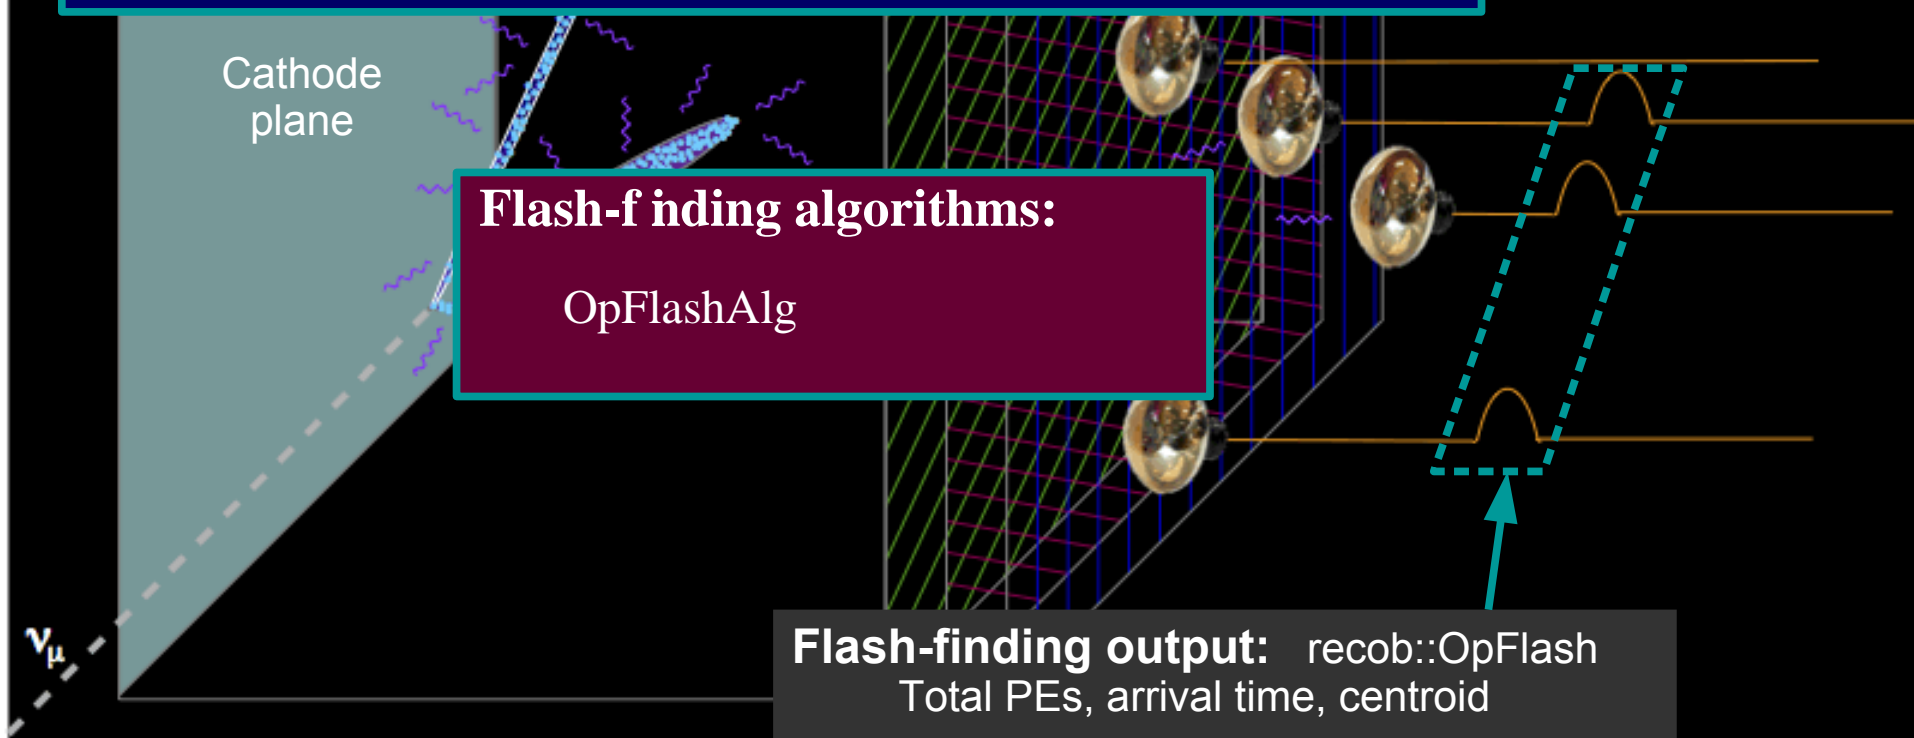 Cathode
plane
Flash-f inding algorithms:
OpFlashAlg
νμ
Flash-finding output: recob::OpFlash
Total PEs, arrival time, centroid